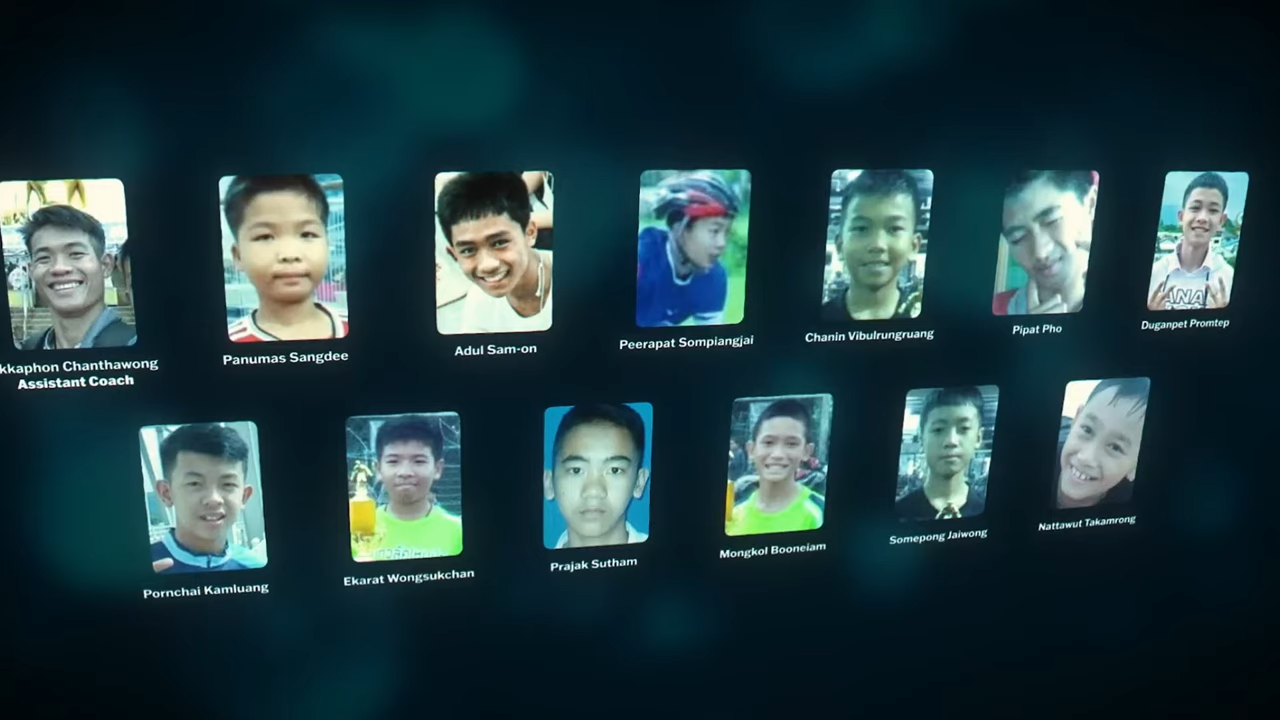 kkaphon Chanthawong
Assistant Coach
Panumas Sangdee
Adul Sam-on
Peerapat Sompiangjai
Chanin Vibulrungruang
Pipat Pho
Duganpet Promtep
ANA
Pornchai Kamluang
Ekarat Wongsukchan
Prajak Sutham
Mongkol Booneiam
Somepong Jaiwong
Nattawut Takamrong